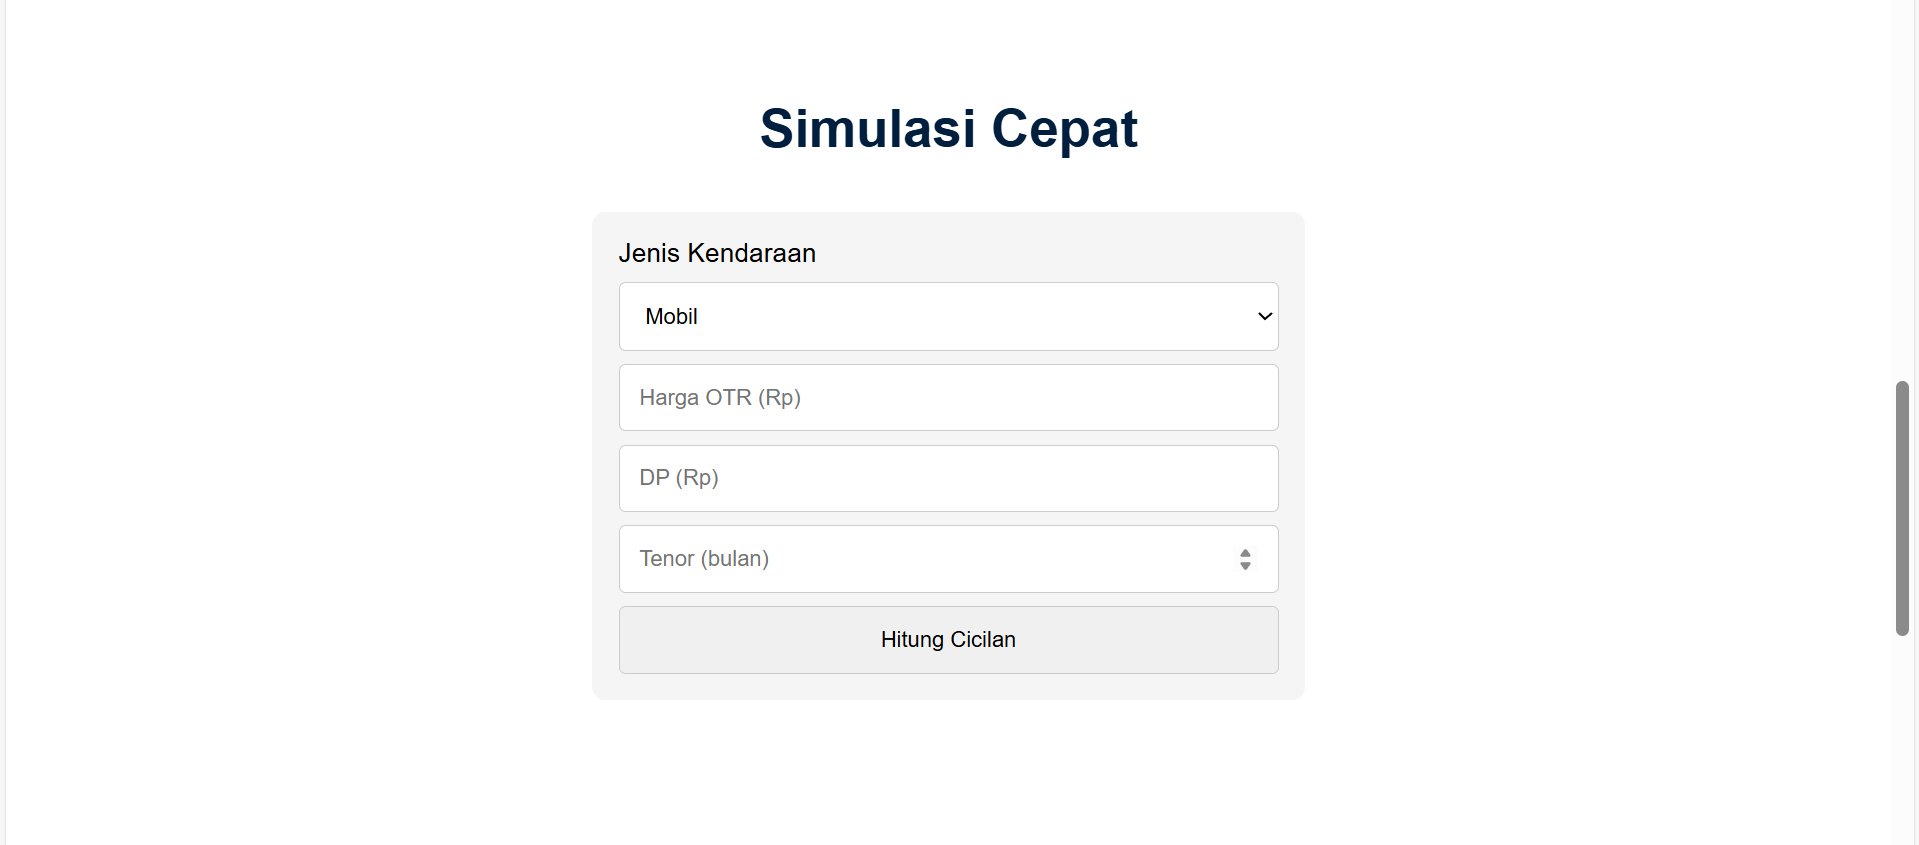 Simulasi Cepat
Jenis Kendaraan
Mobil
Harga OTR (Rp)
DP (Rp)
Tenor (bulan)
Hitung Cicilan